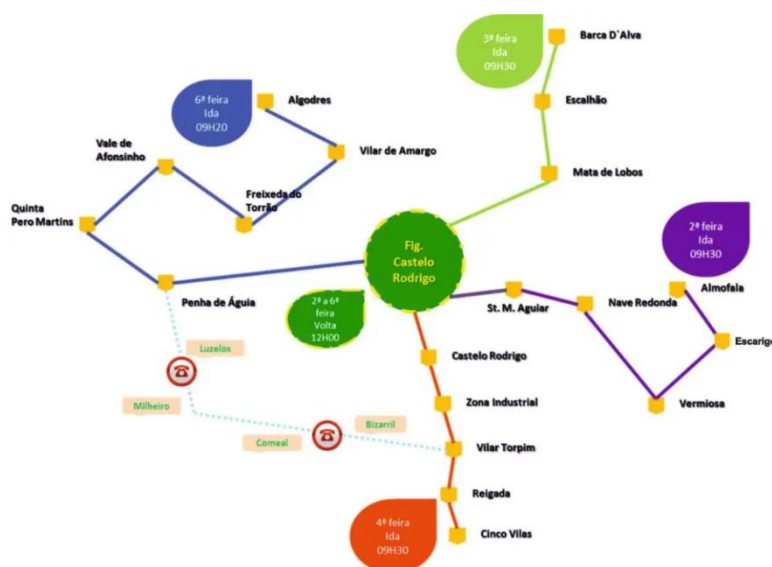 3ª feira
Ida
09H30
Barca D`Alva
Escalhão
Mata de Lobos
6ª feira
Ida
09H20
Algodres
Vilar de Amargo
Vale de
Afonsinho
Freixeda do
Torrão
Quinta
Pero Martins
Penha de Águia
Fig.
Castelo
Rodrigo
2ª a 6ª
feira
Volta
12H00
2ª feira
Ida
09H30
Almofala
St. M. Aguiar
Nave Redonda
Escarigo
Vermiosa
Castelo Rodrigo
Zona Industrial
Vilar Torpim
Reigada
Cinco Vilas
4ª feira
Ida
09H30
Luzelos
Milheiro
Comeal
Bizarril